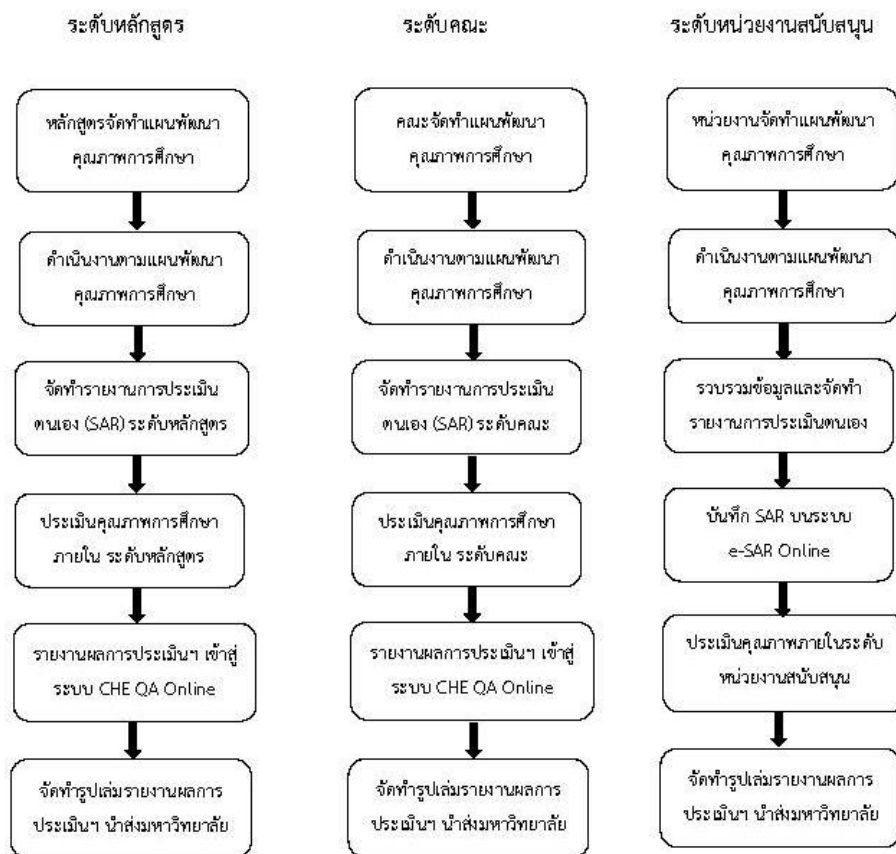 ระดับหลักสูตร
หลักสูตรจัดทำแผนพัฒนา
คุณภาพการศึกษา
ดำเนินงานตามแผนพัฒนา
คุณภาพการศึกษา
จัดทำรายงานการประเมิน
ตนเอง (SAR) ระดับหลักสูตร
ประเมินคุณภาพการศึกษา
ภายใน ระดับหลักสูตร
รายงานผลการประเมินฯ เข้าสู่
ระบบ CHE QA Online
จัดทำรูปเล่มรายงานผลการ
ประเมินฯ นำส่งมหาวิทยาลัย
ระดับคณะ
คณะจัดทำแผนพัฒนา
คุณภาพการศึกษา
ดำเนินงานตามแผนพัฒนา
คุณภาพการศึกษา
จัดทำรายงานการประเมิน
ตนเอง (SAR) ระดับคณะ
ประเมินคุณภาพการศึกษา
ภายใน ระดับคณะ
รายงานผลการประเมินฯ เข้าสู่
ระบบ CHE QA Online
จัดทำรูปเล่มรายงานผลการ
ประเมินฯ นำส่งมหาวิทยาลัย
ระดับหน่วยงานสนับสนุน
หน่วยงานจัดทำแผนพัฒนา
คุณภาพการศึกษา
ดำเนินงานตามแผนพัฒนา
คุณภาพการศึกษา
รวบรวมข้อมูลและจัดทำ
รายงานการประเมินตนเอง
บันทึก SAR บนระบบ
e-SAR Online
ประเมินคุณภาพภายในระดับ
หน่วยงานสนับสนุน
จัดทำรูปเล่มรายงานผลการ
ประเมินฯ นำส่งมหาวิทยาลัย